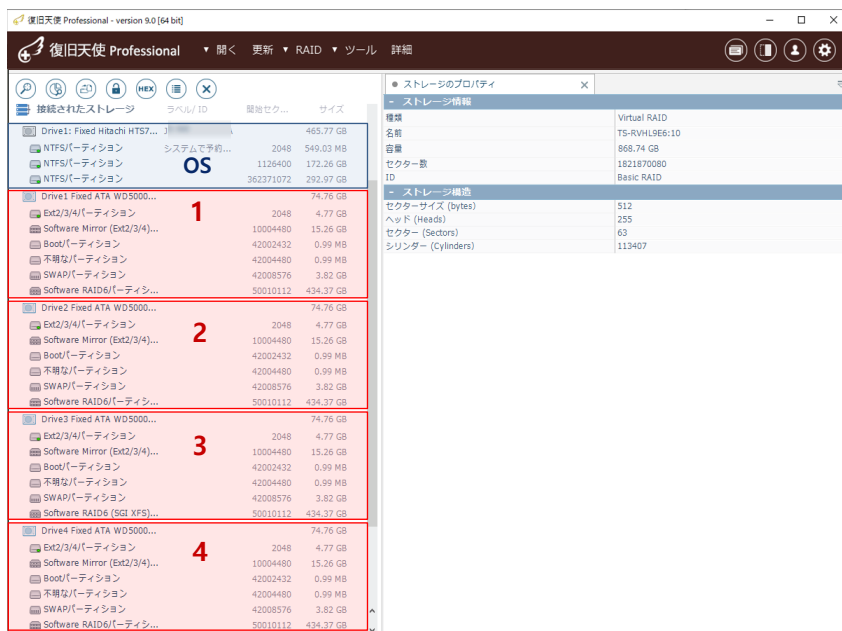 復旧天使 Professional - version 9.0 [64 bit]
復旧天使 Professional ▼ 開く 更新 ▼ RAID ▼ ツール 詳細
HEX
接続されたストレージ ラベル/ ID 開始セク... サイズ
Drive1: Fixed Hitachi HTS7... 465.77 GB
NTFSパーティション システムで予約... 2048 549.03 MB
NTFSパーティション 1126400 172.26 GB
NTFSパーティション 362371072 292.97 GB
OS
Drive1 Fixed ATA WD5000... 74.76 GB
1
Ext2/3/4パーティション 2048 4.77 GB
Software Mirror (Ext2/3/4)... 10004480 15.26 GB
Bootパーティション 42002432 0.99 MB
不明なパーティション 42004480 0.99 MB
SWAPパーティション 42008576 3.82 GB
Software RAID6パーティシ... 50010112 434.37 GB
Drive2 Fixed ATA WD5000... 74.76 GB
2
Ext2/3/4パーティション 2048 4.77 GB
Software Mirror (Ext2/3/4)... 10004480 15.26 GB
Bootパーティション 42002432 0.99 MB
不明なパーティション 42004480 0.99 MB
SWAPパーティション 42008576 3.82 GB
Software RAID6パーティシ... 50010112 434.37 GB
Drive3 Fixed ATA WD5000... 74.76 GB
3
Ext2/3/4パーティション 2048 4.77 GB
Software Mirror (Ext2/3/4)... 10004480 15.26 GB
Bootパーティション 42002432 0.99 MB
不明なパーティション 42004480 0.99 MB
SWAPパーティション 42008576 3.82 GB
Software RAID6 (SGI XFS)... 50010112 434.37 GB
Drive4 Fixed ATA WD5000... 74.76 GB
4
Ext2/3/4パーティション 2048 4.77 GB
Software Mirror (Ext2/3/4)... 10004480 15.26 GB
Bootパーティション 42002432 0.99 MB
不明なパーティション 42004480 0.99 MB
SWAPパーティション 42008576 3.82 GB
Software RAID6パーティシ... 50010112 434.37 GB
ストレージのプロパティ
ストレージ情報
種類 Virtual RAID
名前 TS-RVHL9E6:10
容量 868.74 GB
セクター数 1821870080
ID Basic RAID
ストレージ構造
セクターサイズ (bytes) 512
ヘッド (Heads) 255
セクター (Sectors) 63
シリンダー (Cylinders) 113407